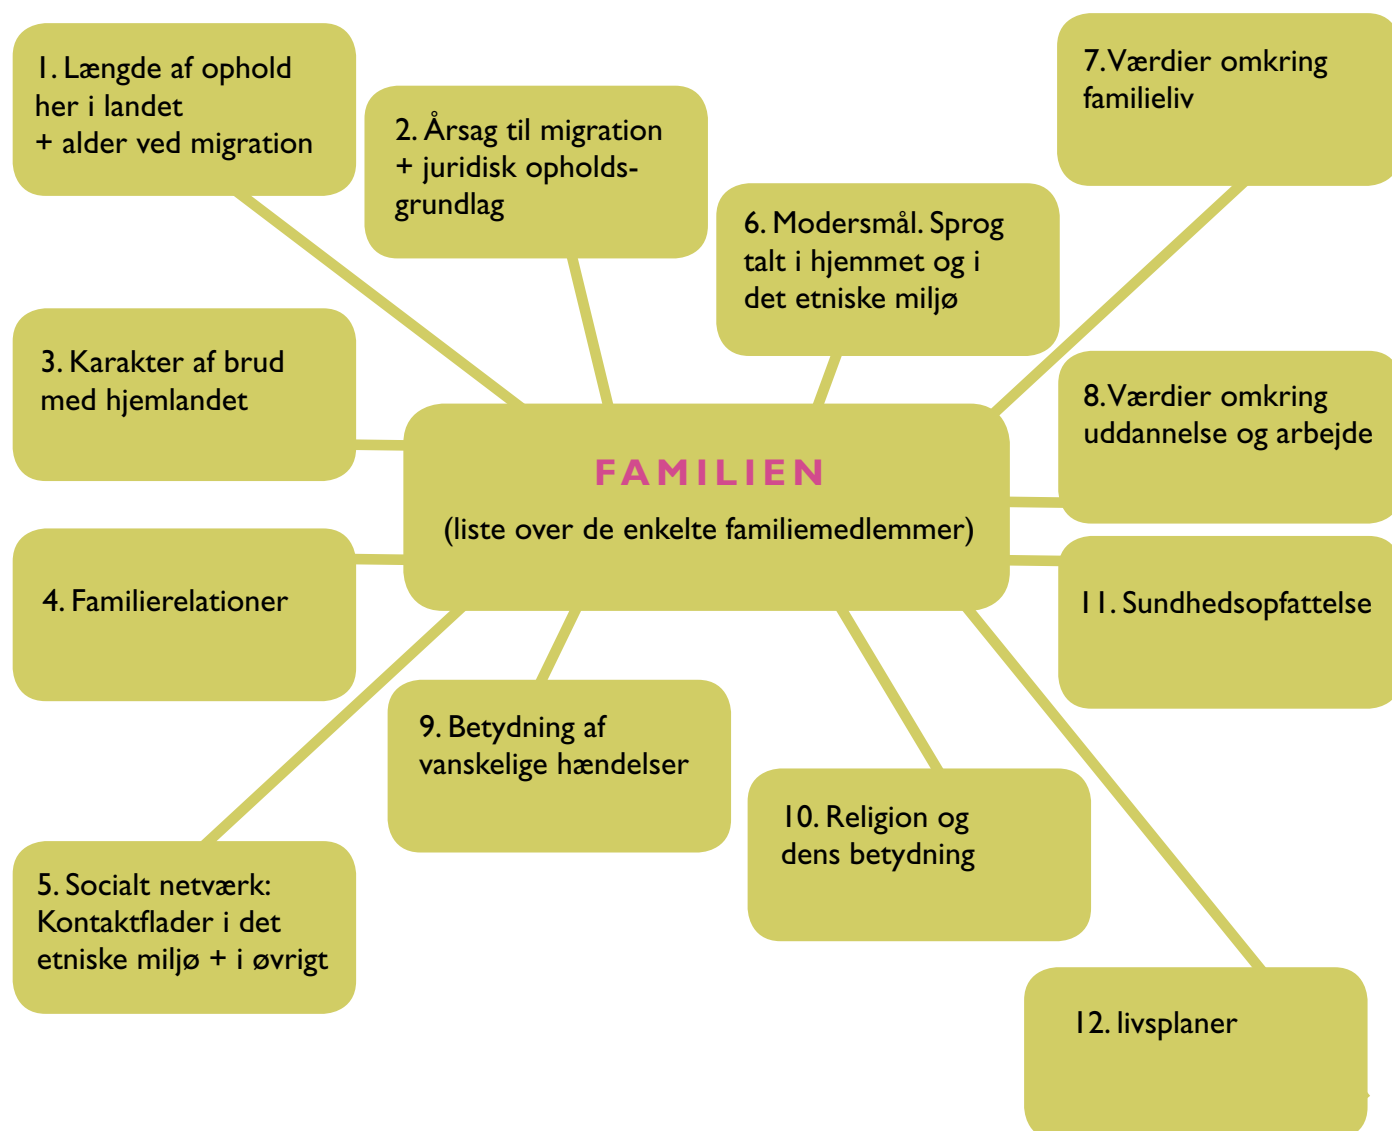 1. Længde af ophold
her i landet
+ alder ved migration
2. Årsag til migration
+ juridisk opholds-
grundlag
3. Karakter af brud
med hjemlandet
4. Familierelationer
5. Socialt netværk:
Kontaktflader i det
etniske miljø + i øvrigt
6. Modersmål. Sprog
talt i hjemmet og i
det etniske miljø
7. Værdier omkring
familieliv
8. Værdier omkring
uddannelse og arbejde
FAMILIEN
(liste over de enkelte familiemedlemmer)
9. Betydning af
vanskelige hændelser
10. Religion og
dens betydning
11. Sundhedsopfattelse
12. livsplaner